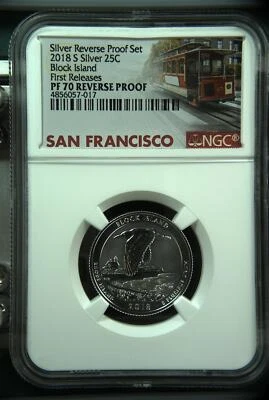 Silver Reverse Proof Set
2018 S Silver 25C
Block Island
First Releases
PF 70 REVERSE PROOF
4856057-017
SAN FRANCISCO
NGC®
BLOCK ISLAND
2018